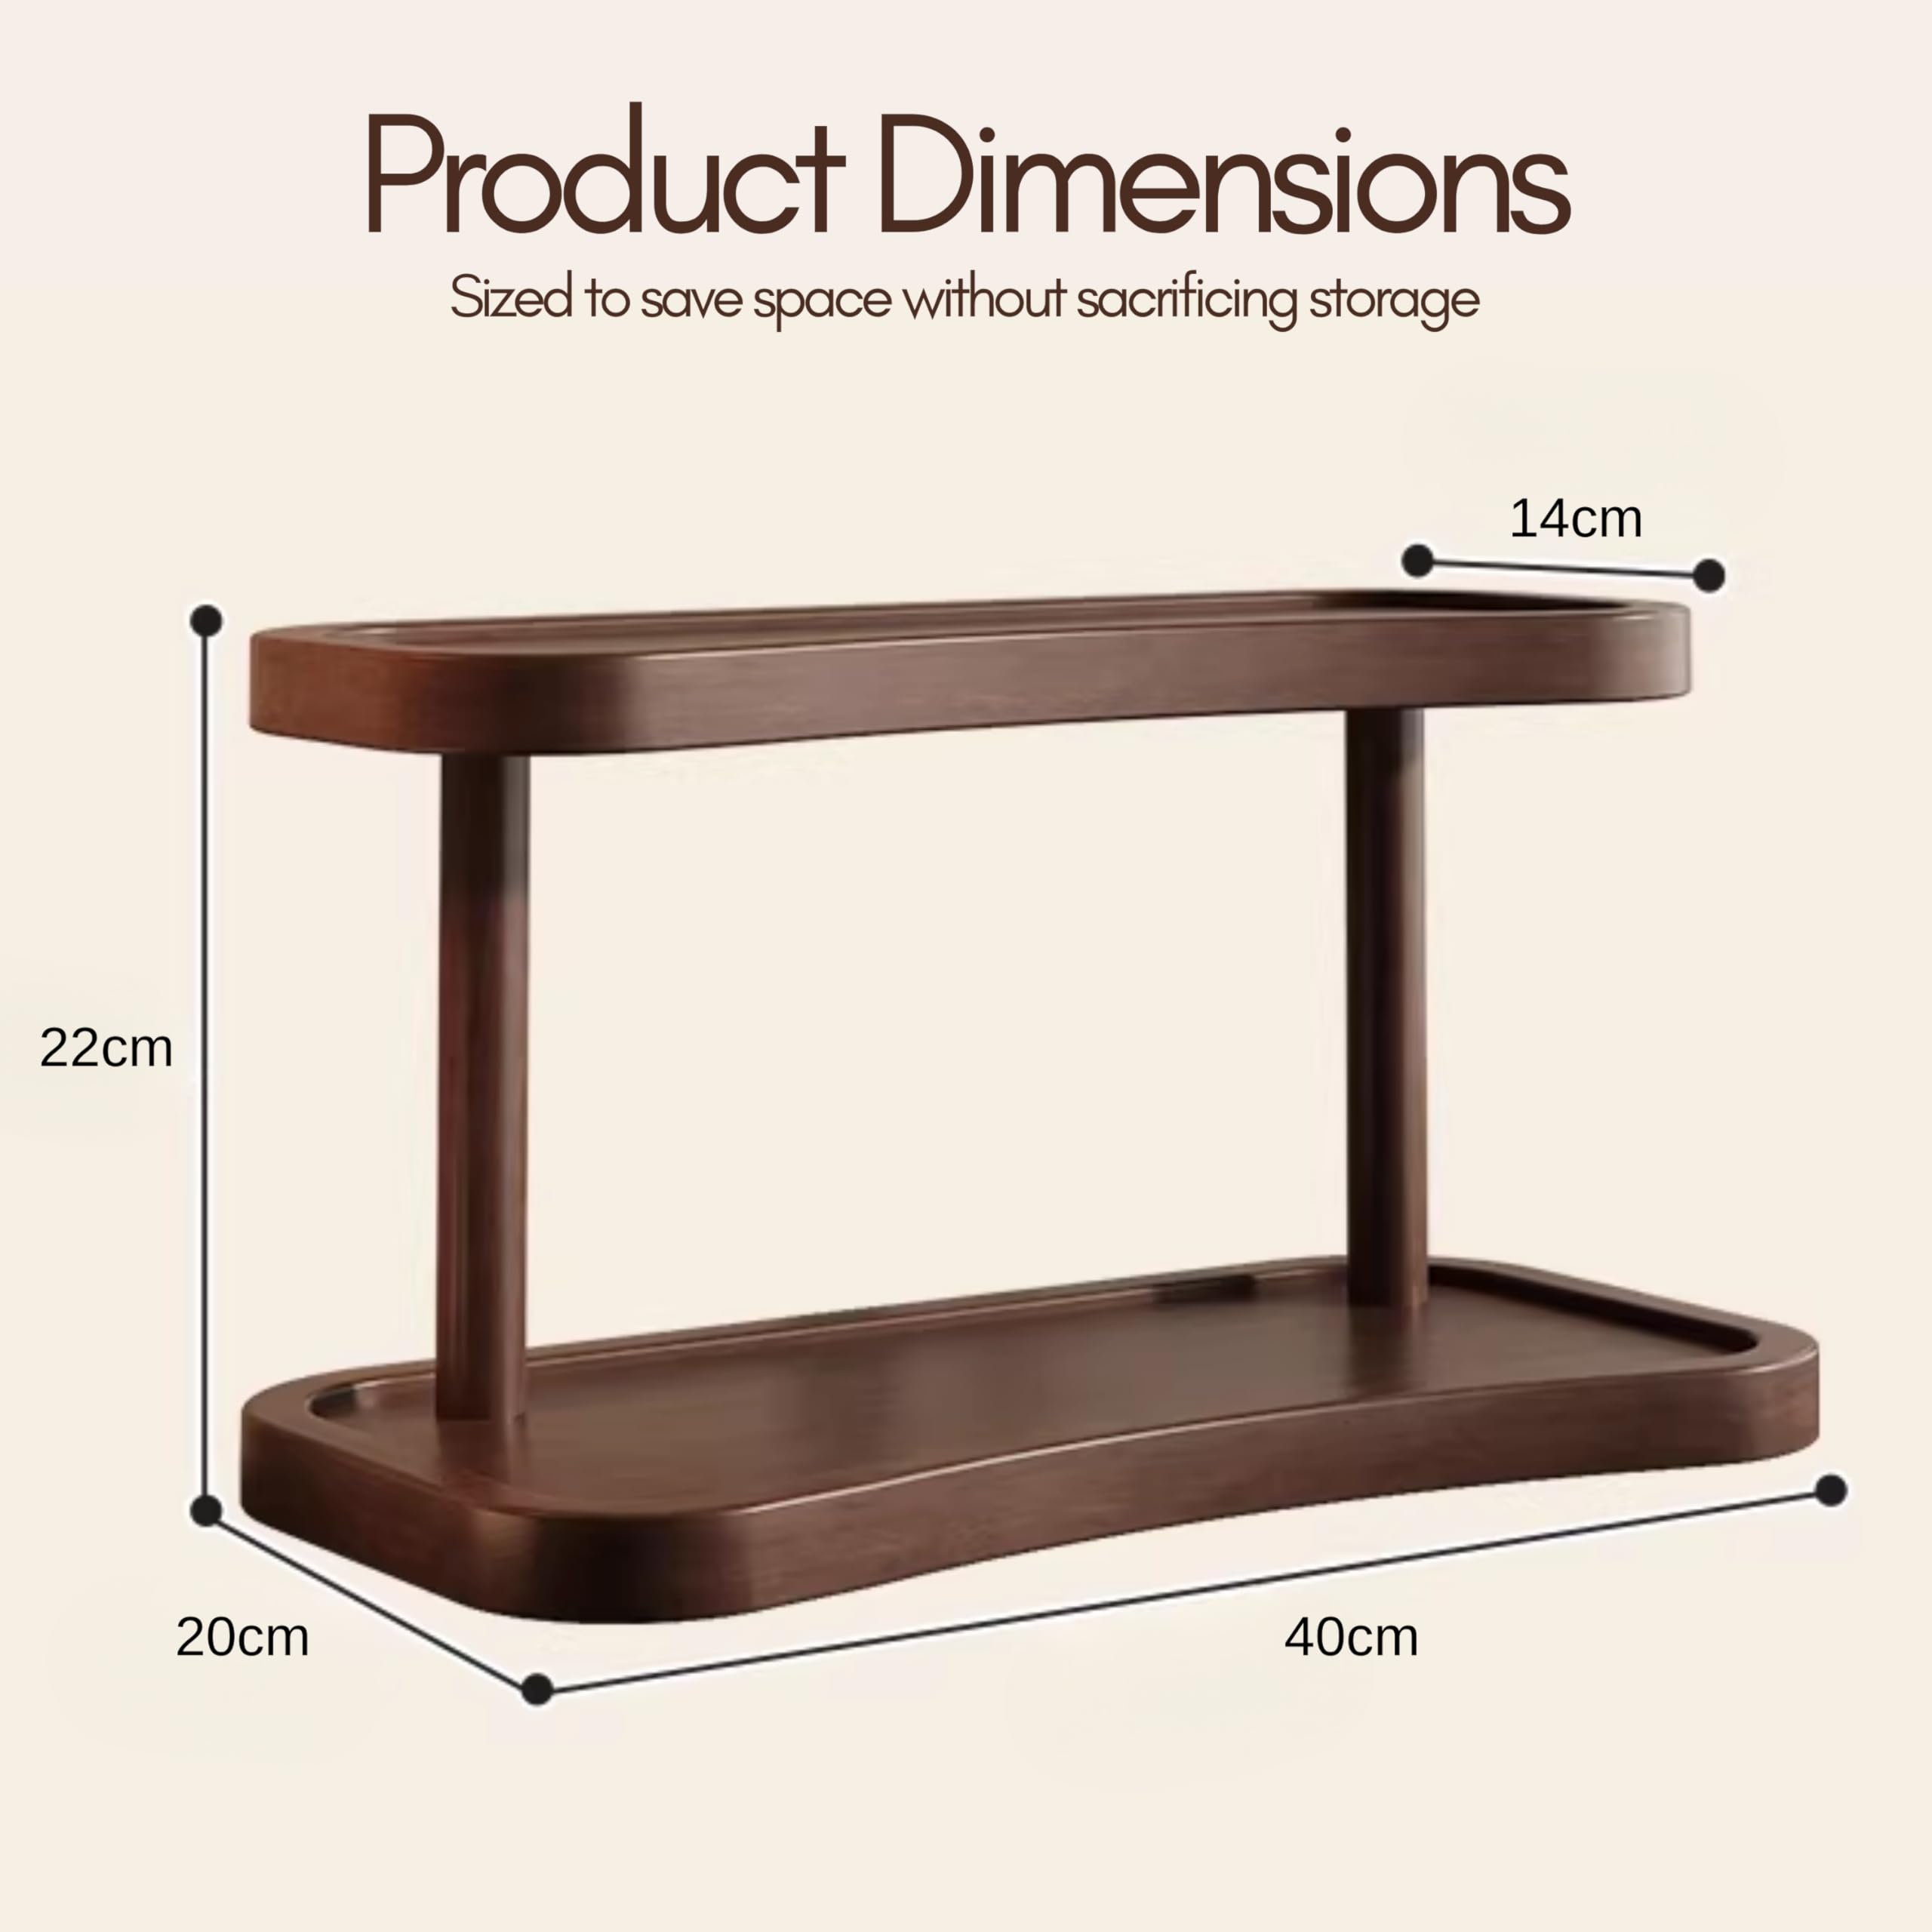 Product Dimensions
Sized to save space without sacrificing storage
14cm
22cm
20cm
40cm